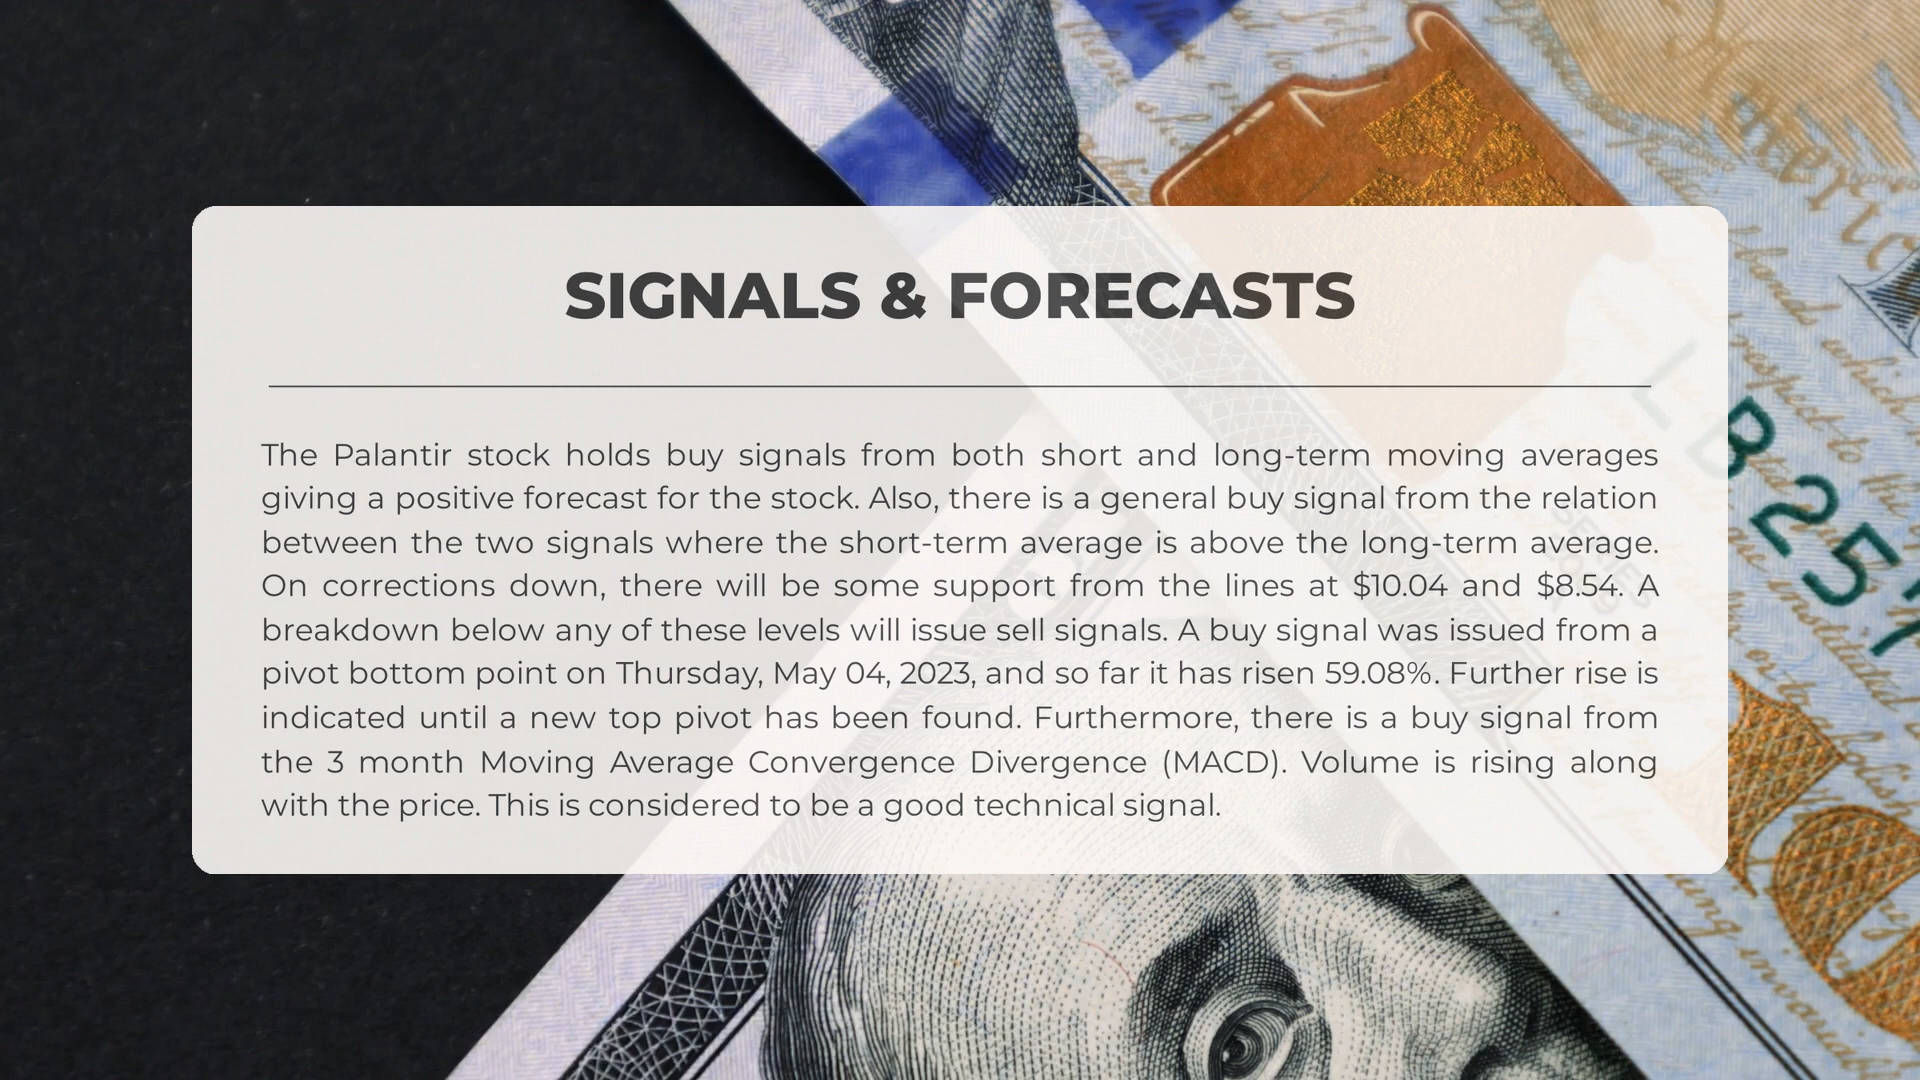 SIGNALS & FORECASTS
The Palantir stock holds buy signals from both short and long-term moving averages
giving a positive forecast for the stock. Also, there is a general buy signal from the relation
between the two signals where the short-term average is above the long-term average.
On corrections down, there will be some support from the lines at $10.04 and $8.54. A
breakdown below any of these levels will issue sell signals. A buy signal was issued from a
pivot bottom point on Thursday, May 04, 2023, and so far it has risen 59.08%. Further rise is
indicated until a new top pivot has been found. Furthermore, there is a buy signal from
the 3 month Moving Average Convergence Divergence (MACD). Volume is rising along
with the price. This is considered to be a good technical signal.
LB257